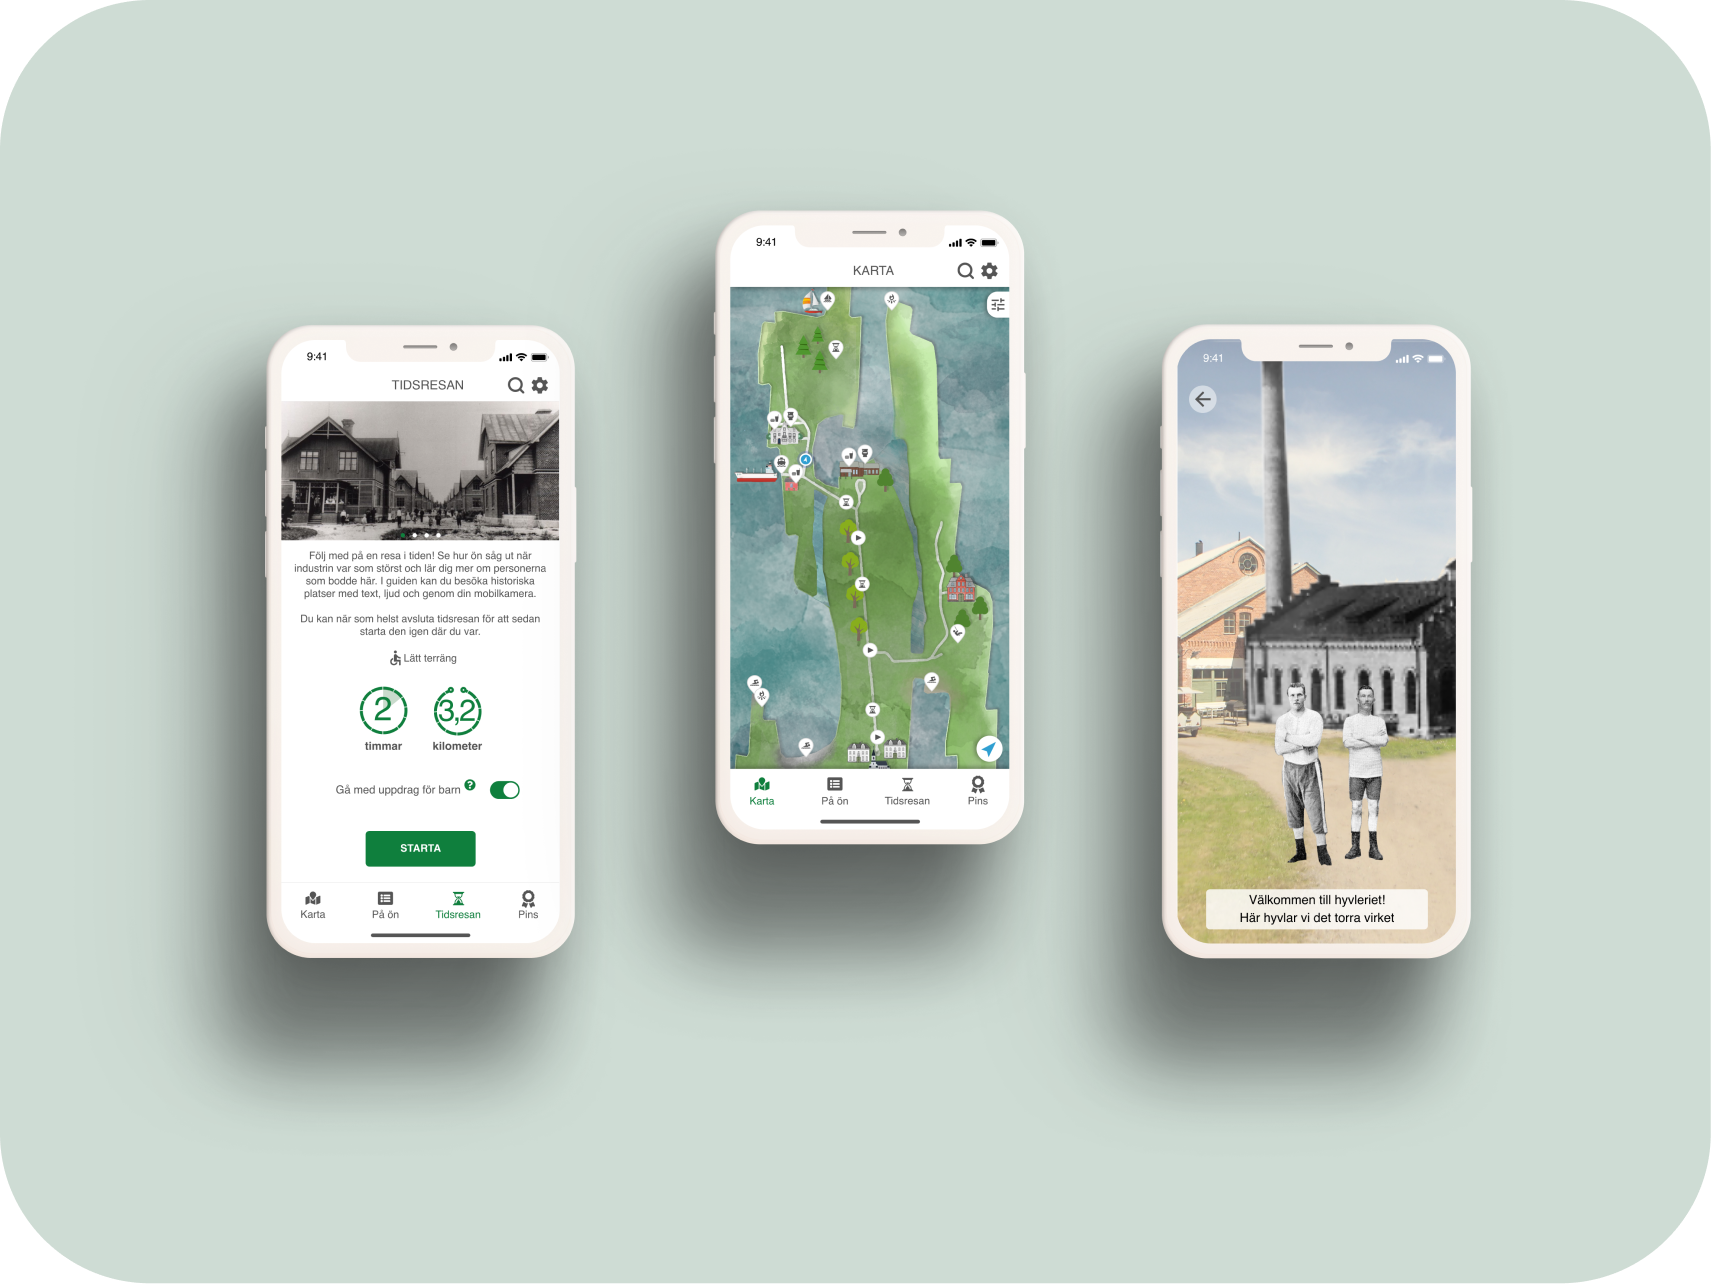 9:41
TIDSRESAN
Följ med på en resa i tiden! Se hur ön såg ut när
industrin var som störst och lär dig mer om personerna
som bodde här. I guiden kan du besöka historiska
platser med text, ljud och genom din mobilkamera.
Du kan när som helst avsluta tidsresan för att sedan
starta den igen där du var.
Lätt terräng
2
timmar
3,2
kilometer
Gå med uppdrag för barn ?
STARTA
Karta
På ön
Tidsresan
Pins
9:41
KARTA
Karta
På ön
Tidsresan
Pins
9:41
Välkommen till hyvleriet!
Här hyvlar vi det torra virket